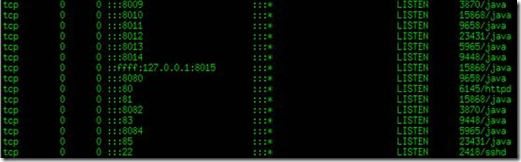 tcp 0 0 :::8009 :::* LISTEN 3870/java
tcp 0 0 :::8010 :::* LISTEN 15868/java
tcp 0 0 :::8011 :::* LISTEN 9658/java
tcp 0 0 :::8012 :::* LISTEN 23431/java
tcp 0 0 :::8013 :::* LISTEN 5965/java
tcp 0 0 :::8014 :::* LISTEN 9448/java
tcp 0 0 ::ffff:127.0.0.1:8015 :::* LISTEN 15868/java
tcp 0 0 :::8080 :::* LISTEN 9658/java
tcp 0 0 :::80 :::* LISTEN 6145/httpd
tcp 0 0 :::81 :::* LISTEN 15868/java
tcp 0 0 :::8082 :::* LISTEN 3870/java
tcp 0 0 :::83 :::* LISTEN 9448/java
tcp 0 0 :::8084 :::* LISTEN 5965/java
tcp 0 0 :::85 :::* LISTEN 23431/java
tcp 0 0 :::22 :::* LISTEN 2418/sshd